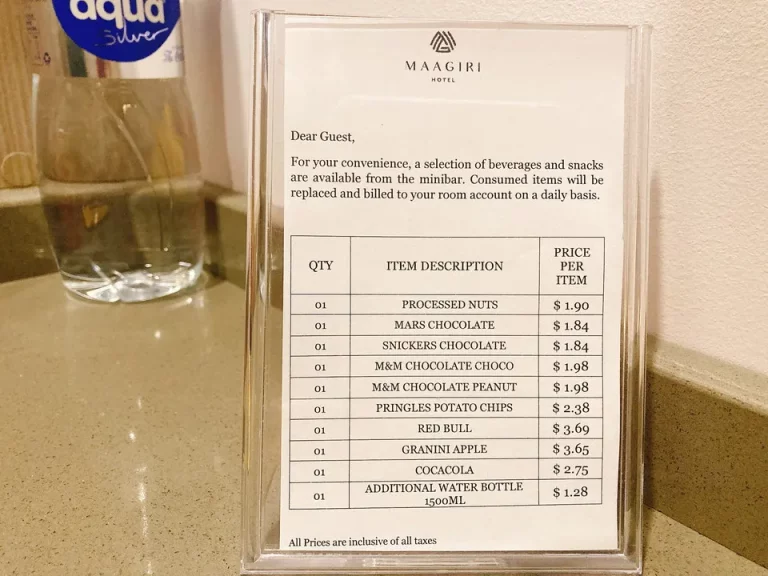 aqua
Silver
MAAGIRI
HOTEL
Dear Guest,
For your convenience, a selection of beverages and snacks
are available from the minibar. Consumed items will be
replaced and billed to your room account on a daily basis.
QTY ITEM DESCRIPTION PRICE PER ITEM
01 PROCESSED NUTS $ 1.90
01 MARS CHOCOLATE $ 1.84
01 SNICKERS CHOCOLATE $ 1.84
01 M&M CHOCOLATE CHOCO $ 1.98
01 M&M CHOCOLATE PEANUT $ 1.98
01 PRINGLES POTATO CHIPS $ 2.38
01 RED BULL $ 3.69
01 GRANINI APPLE $ 3.65
01 COCACOLA $ 2.75
01 ADDITIONAL WATER BOTTLE 1500ML $ 1.28
All Prices are inclusive of all taxes